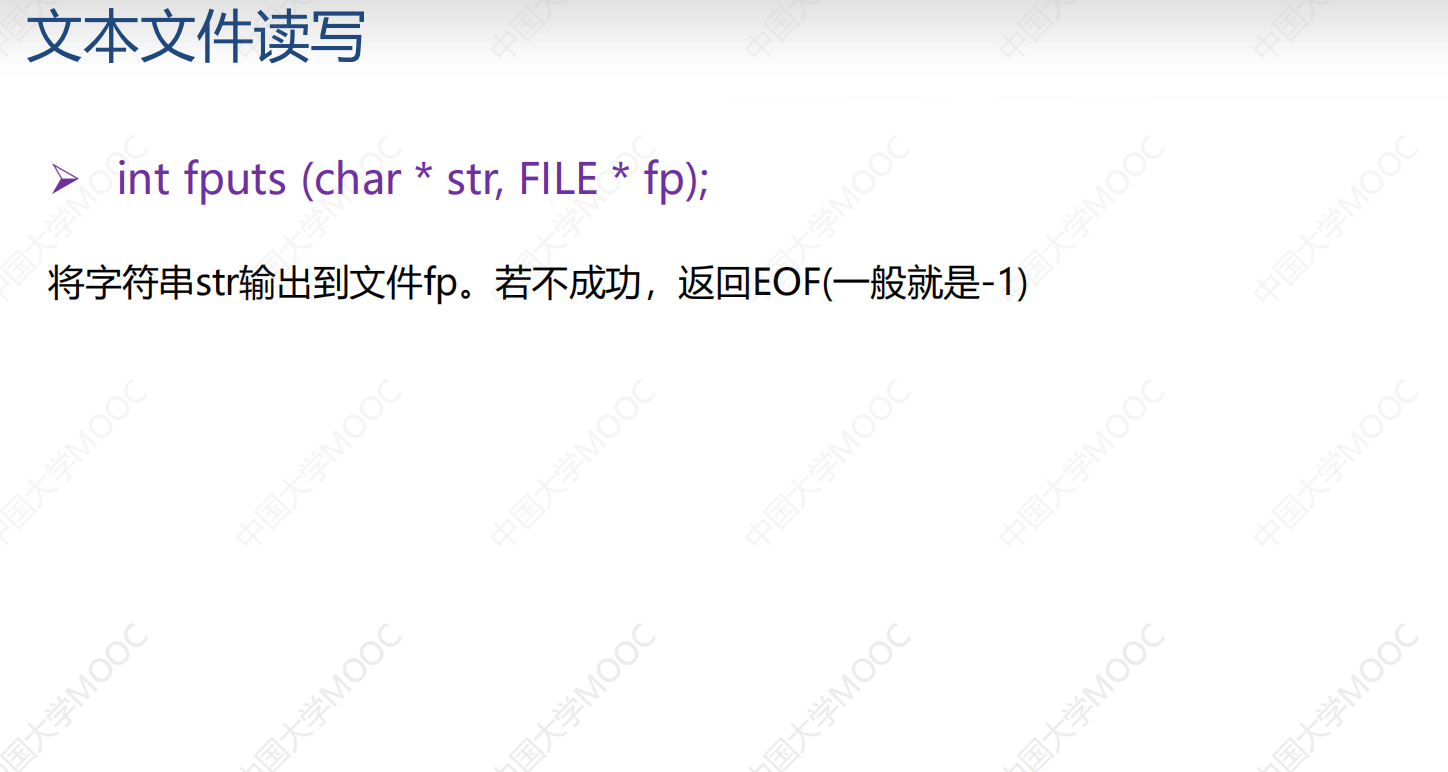 文本文件读写
int fputs (char * str, FILE * fp);
将字符串str输出到文件fp。若不成功，返回EOF(一般就是-1)
中国大学MOOC